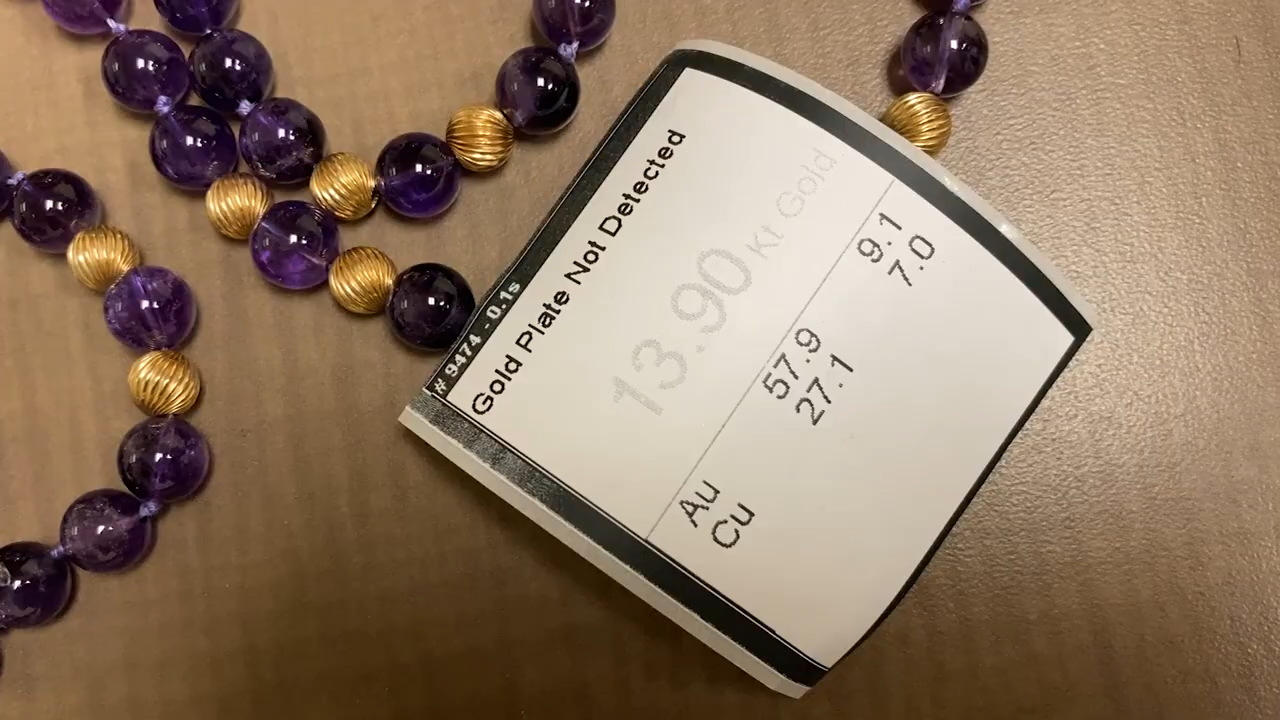 # 9474 - 0.1s
Gold Plate Not Detected
13.90 Kt Gold
Au 57.9 9.1
Cu 27.1 7.0